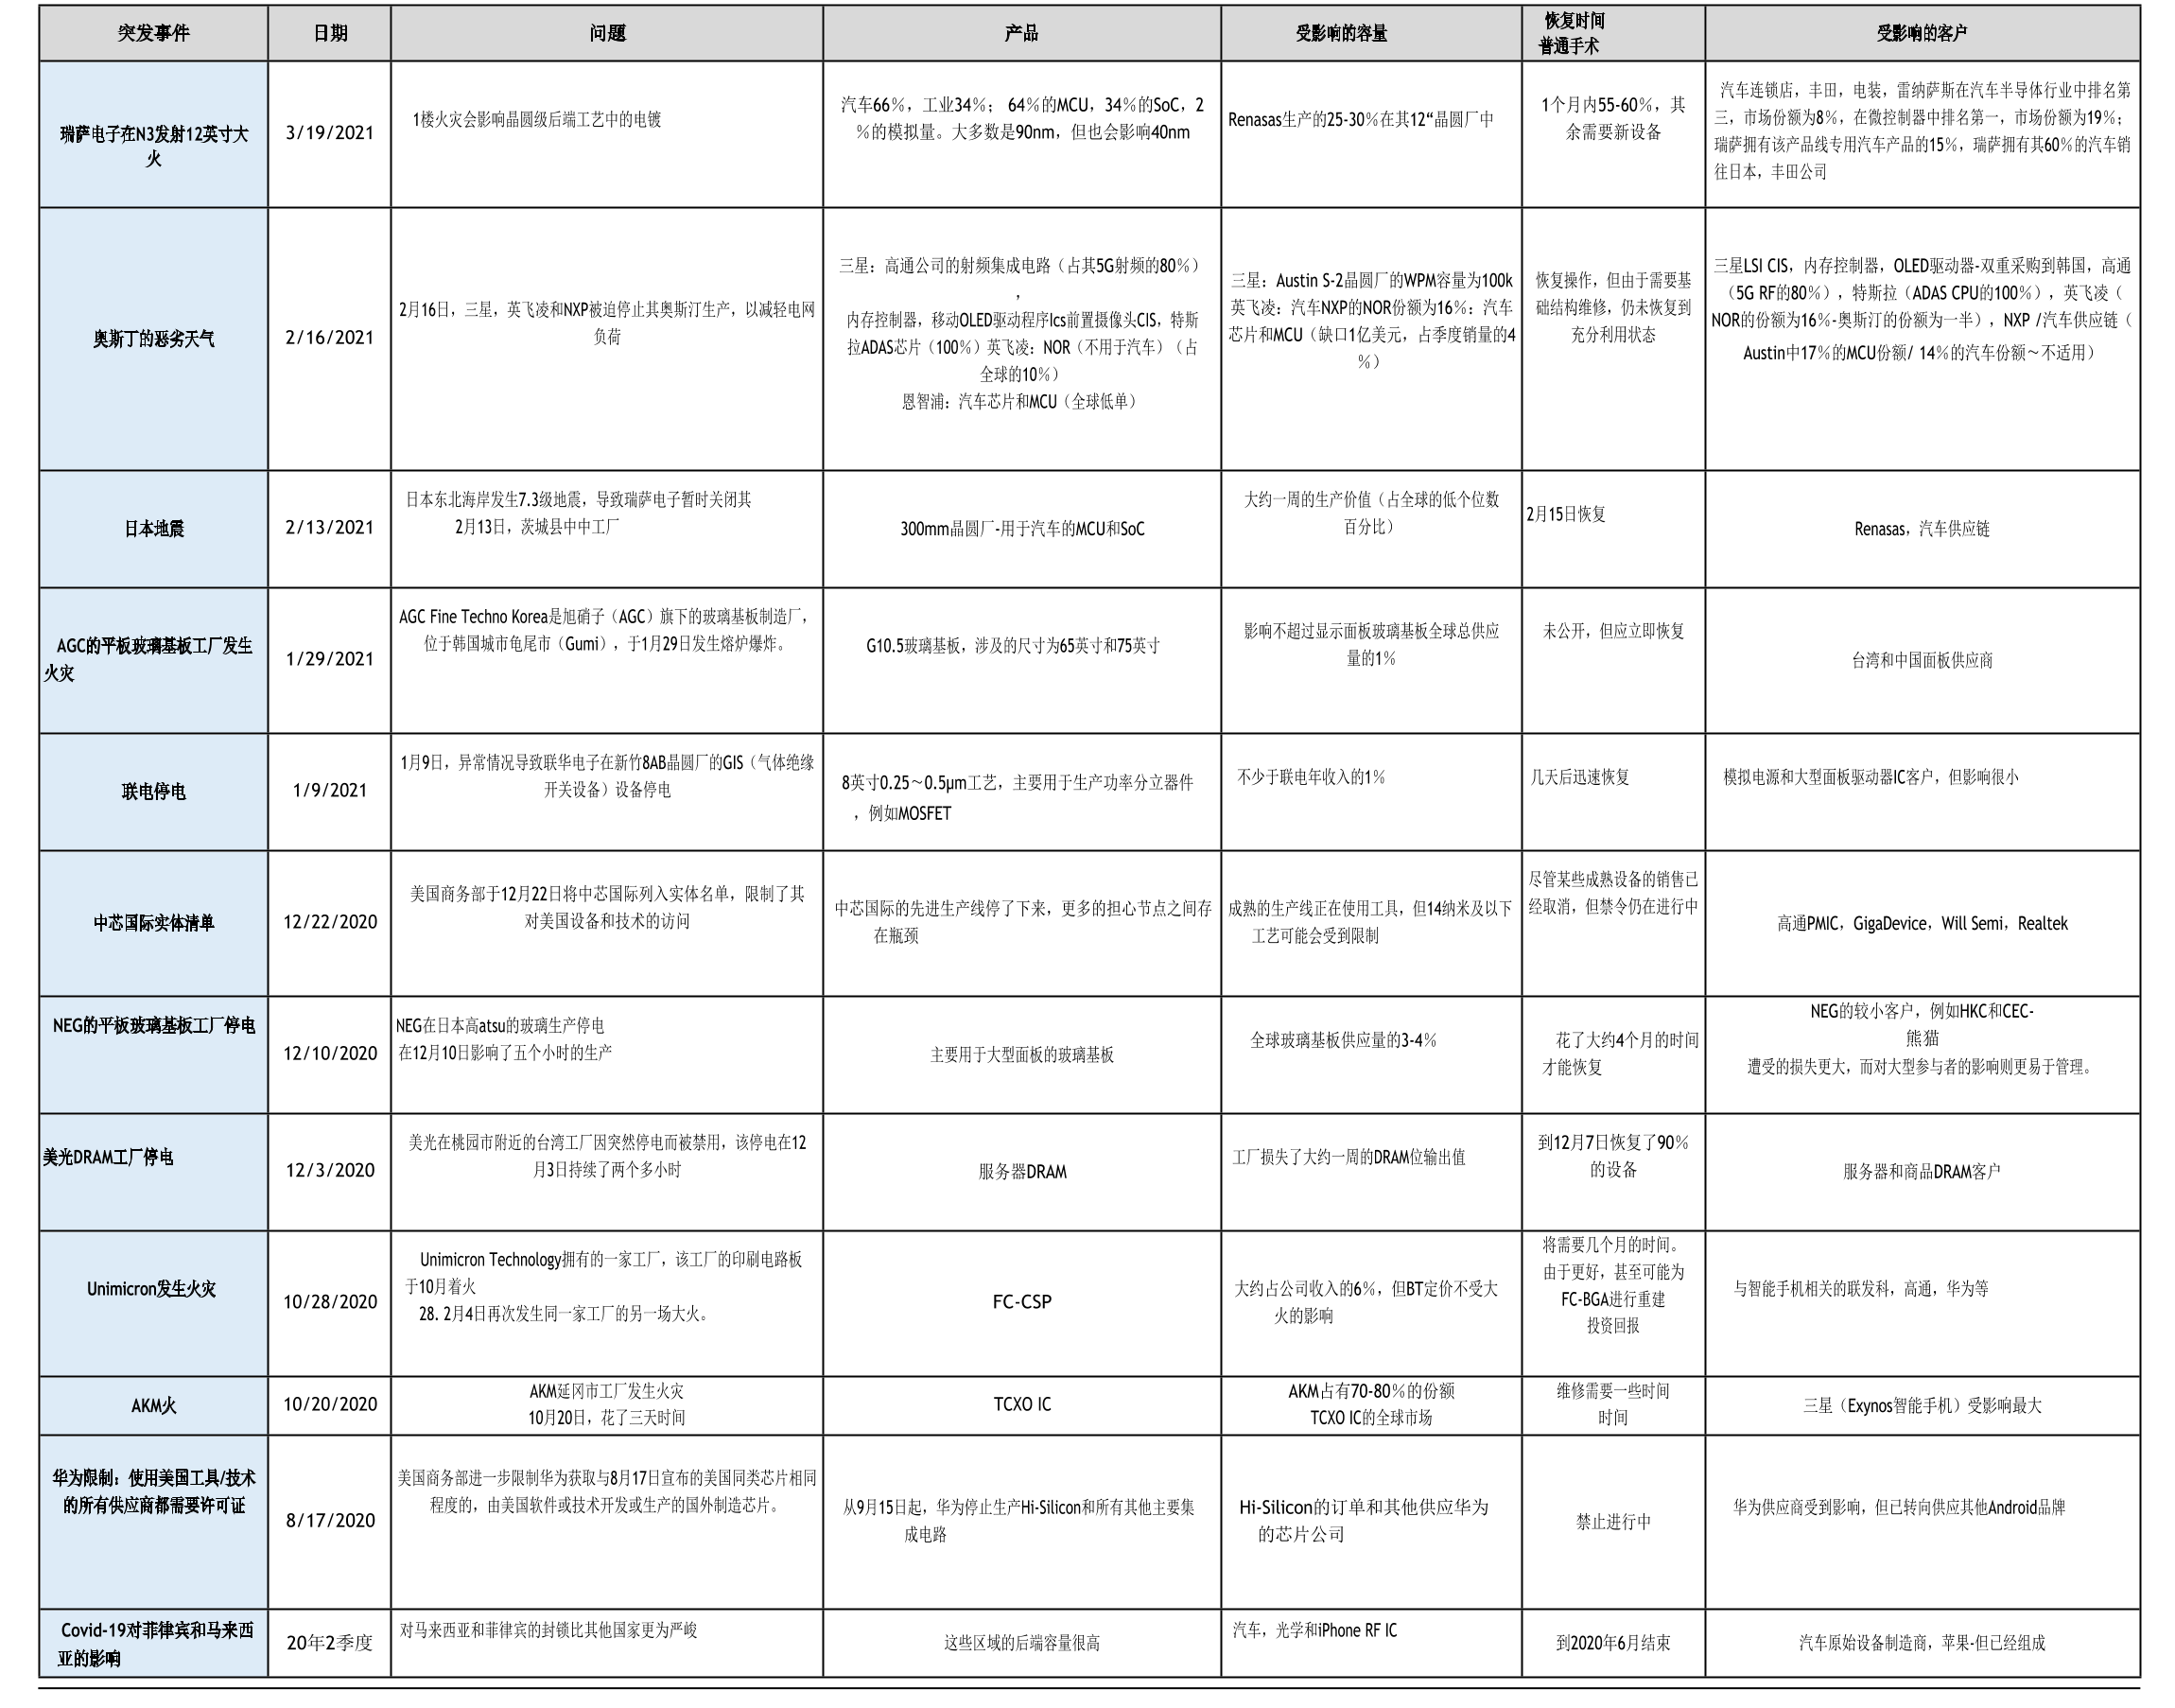 突发事件
日期
问题
产品
受影响的容量
恢复时间
普通手术
受影响的客户
瑞萨电子在N3发射12英寸大
火
3/19/2021
1楼火灾会影响晶圆级后端工艺中的电镀
汽车66%，工业34%； 64%的MCU，34%的SoC，2
%的模拟量。大多数是90nm，但也会影响40nm
Renasas生产的25-30%在其12“晶圆厂中
1个月内55-60%，其
余需要新设备
汽车连锁店，丰田，电装，雷纳萨斯在汽车半导体行业中排名第
三，市场份额为8%，在微控制器中排名第一，市场份额为19%；
瑞萨拥有该产品线专用汽车产品的15%，瑞萨拥有其60%的汽车销
往日本，丰田公司
奥斯丁的恶劣天气
2/16/2021
2月16日，三星，英飞凌和NXP被迫停止其奥斯汀生产，以减轻电网
负荷
三星：高通公司的射频集成电路（占其5G射频的80%）
，
内存控制器，移动OLED驱动程序Ics前置摄像头CIS，特斯
拉ADAS芯片（100%）英飞凌：NOR（不用于汽车）（占
全球的10%）
恩智浦：汽车芯片和MCU（全球低单）
三星：Austin S-2晶圆厂的WPM容量为100k
英飞凌：汽车NXP的NOR份额为16%：汽车
芯片和MCU（缺口1亿美元，占季度销量的4
%）
恢复操作，但由于需要基
础结构维修，仍未恢复到
充分利用状态
三星LSI CIS，内存控制器，OLED驱动器-双重采购到韩国，高通
（5G RF的80%），特斯拉（ADAS CPU的100%），英飞凌（
NOR的份额为16%-奥斯汀的份额为一半），NXP /汽车供应链（
Austin中17%的MCU份额/ 14%的汽车份额～不适用）
日本地震
2/13/2021
日本东北海岸发生7.3级地震，导致瑞萨电子暂时关闭其
2月13日，茨城县中中工厂
300mm晶圆厂-用于汽车的MCU和SoC
大约一周的生产价值（占全球的低个位数
百分比）
2月15日恢复
Renasas，汽车供应链
AGC的平板玻璃基板工厂发生
火灾
1/29/2021
AGC Fine Techno Korea是旭硝子（AGC）旗下的玻璃基板制造厂，
位于韩国城市龟尾市（Gumi），于1月29日发生熔炉爆炸。
G10.5玻璃基板，涉及的尺寸为65英寸和75英寸
影响不超过显示面板玻璃基板全球总供应
量的1%
未公开，但应立即恢复
台湾和中国面板供应商
联电停电
1/9/2021
1月9日，异常情况导致联华电子在新竹8AB晶圆厂的GIS（气体绝缘
开关设备）设备停电
8英寸0.25～0.5μm工艺，主要用于生产功率分立器件
，例如MOSFET
不少于联电年收入的1%
几天后迅速恢复
模拟电源和大型面板驱动器IC客户，但影响很小
中芯国际实体清单
12/22/2020
美国商务部于12月22日将中芯国际列入实体名单，限制了其
对美国设备和技术的访问
中芯国际的先进生产线停了下来，更多的担心节点之间存
在瓶颈
成熟的生产线正在使用工具，但14纳米及以下
工艺可能会受到限制
尽管某些成熟设备的销售已
经取消，但禁令仍在进行中
高通PMIC，GigaDevice，Will Semi，Realtek
NEG的平板玻璃基板工厂停电
12/10/2020
NEG在日本高atsu的玻璃生产停电
在12月10日影响了五个小时的生产
主要用于大型面板的玻璃基板
全球玻璃基板供应量的3-4%
花了大约4个月的时间
才能恢复
NEG的较小客户，例如HKC和CEC-
熊猫
遭受的损失更大，而对大型参与者的影响则更易于管理。
美光DRAM工厂停电
12/3/2020
美光在桃园市附近的台湾工厂因突然停电而被禁用，该停电在12
月3日持续了两个多小时
服务器DRAM
工厂损失了大约一周的DRAM位输出值
到12月7日恢复了90%
的设备
服务器和商品DRAM客户
Unimicron发生火灾
10/28/2020
Unimicron Technology拥有的一家工厂，该工厂的印刷电路板
于10月着火
28. 2月4日再次发生同一家工厂的另一场大火。
FC-CSP
大约占公司收入的6%，但BT定价不受大
火的影响
将需要几个月的时间。
由于更好，甚至可能为
FC-BGA进行重建
投资回报
与智能手机相关的联发科，高通，华为等
AKM火
10/20/2020
AKM延冈市工厂发生火灾
10月20日，花了三天时间
TCXO IC
AKM占有70-80%的份额
TCXO IC的全球市场
维修需要一些时间
时间
三星（Exynos智能手机）受影响最大
华为限制：使用美国工具/技术
的所有供应商都需要许可证
8/17/2020
美国商务部进一步限制华为获取与8月17日宣布的美国同类芯片相同
程度的，由美国软件或技术开发或生产的国外制造芯片。
从9月15日起，华为停止生产Hi-Silicon和所有其他主要集
成电路
Hi-Silicon的订单和其他供应华为
的芯片公司
禁止进行中
华为供应商受到影响，但已转向供应其他Android品牌
Covid-19对菲律宾和马来西
亚的影响
20年2季度
对马来西亚和菲律宾的封锁比其他国家更为严峻
这些区域的后端容量很高
汽车，光学和iPhone RF IC
到2020年6月结束
汽车原始设备制造商，苹果-但已经组成